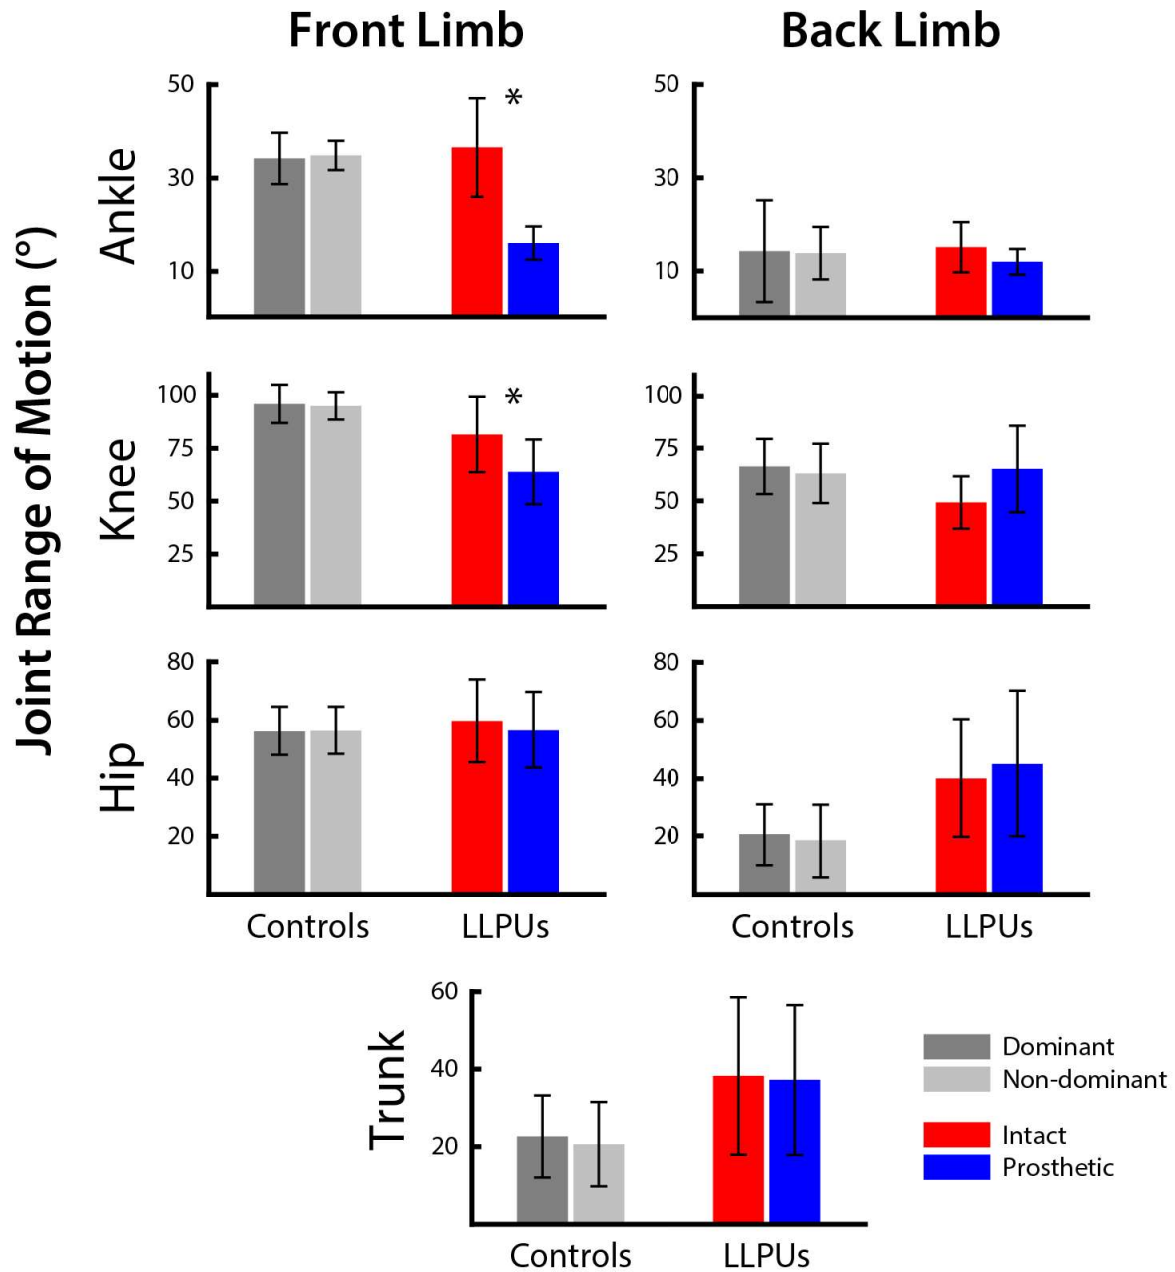 Front Limb
Back Limb
Joint Range of Motion (°)
Ankle
50
*
30
10
50
30
10
Knee
100
*
75
50
25
100
75
50
25
Hip
80
60
40
20
80
60
40
20
Controls
LLPUs
Controls
LLPUs
Trunk
60
40
20
Controls
LLPUs
Dominant
Non-dominant
Intact
Prosthetic